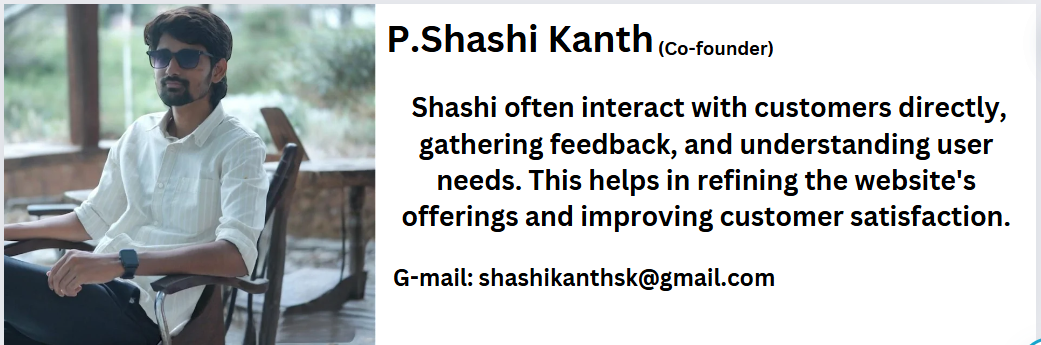 P.Shashi Kanth (Co-founder)
Shashi often interact with customers directly,
gathering feedback, and understanding user
needs. This helps in refining the website's
offerings and improving customer satisfaction.
G-mail: shashikanthsk@gmail.com